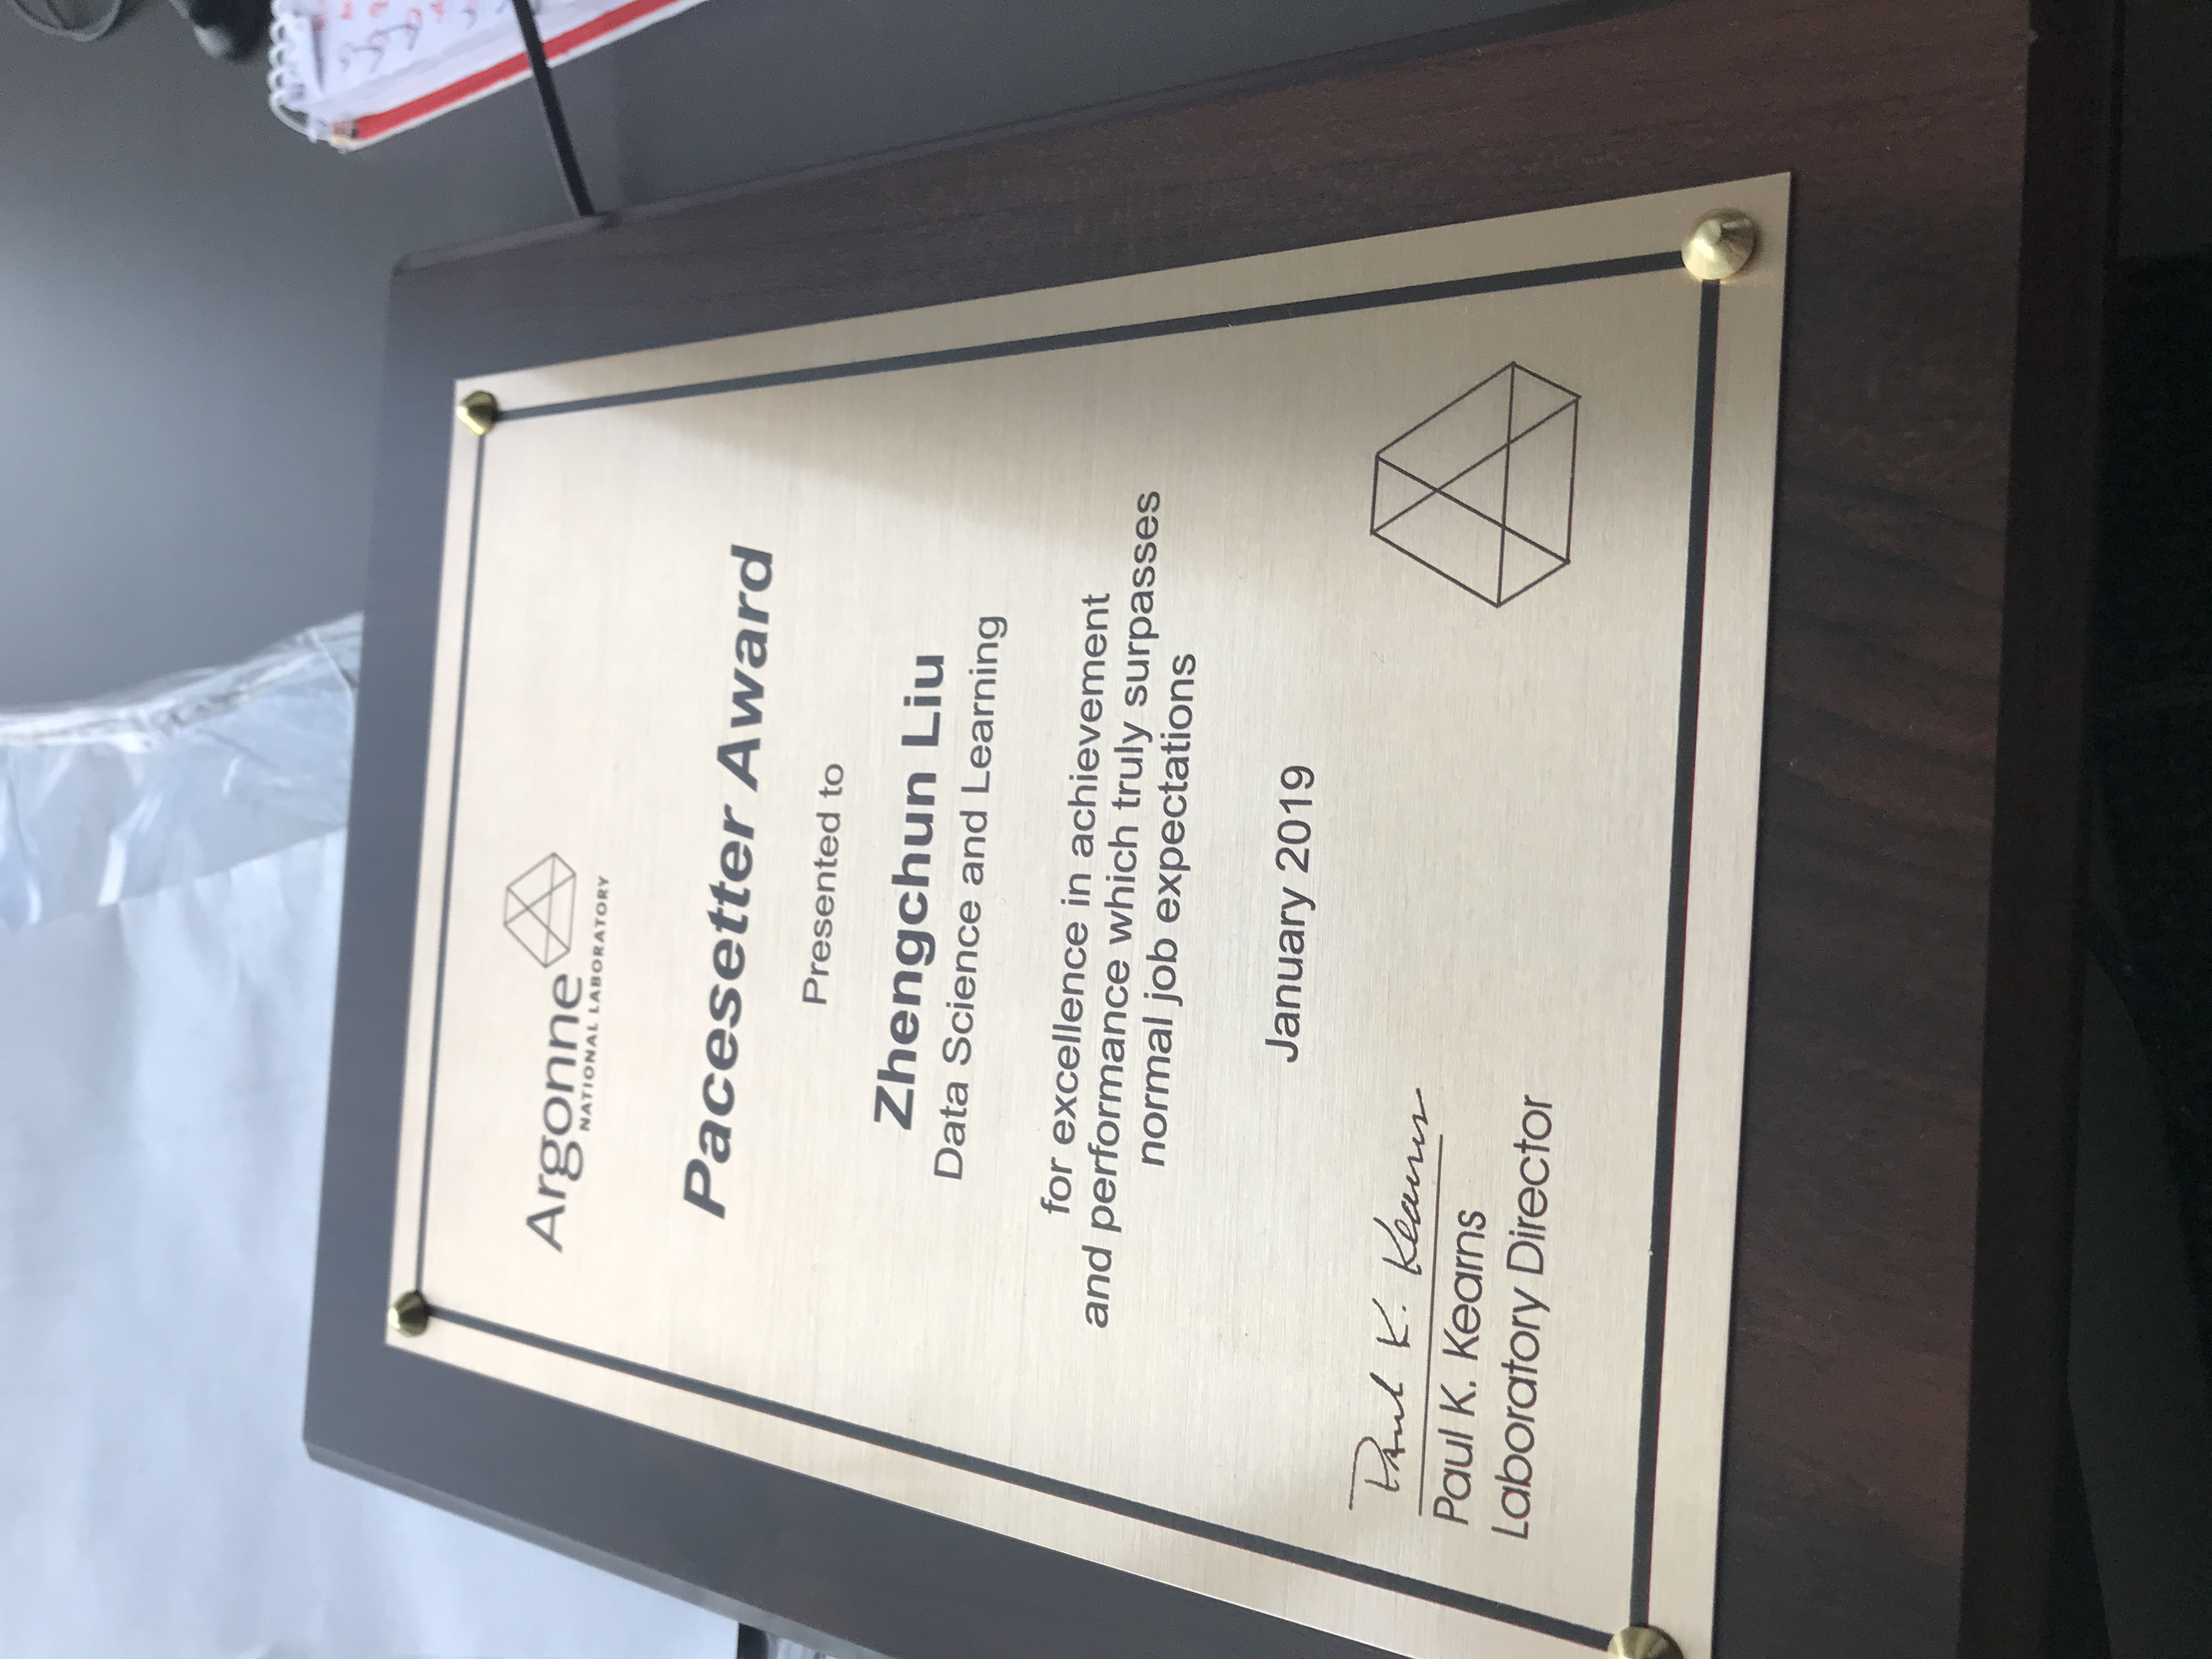 Argonne
NATIONAL LABORATORY
Pacesetter Award
Presented to
Zhengchun Liu
Data Science and Learning
for excellence in achievement
and performance which truly surpasses
normal job expectations
January 2019
Paul K. Kearns
Paul K. Kearns
Laboratory Director